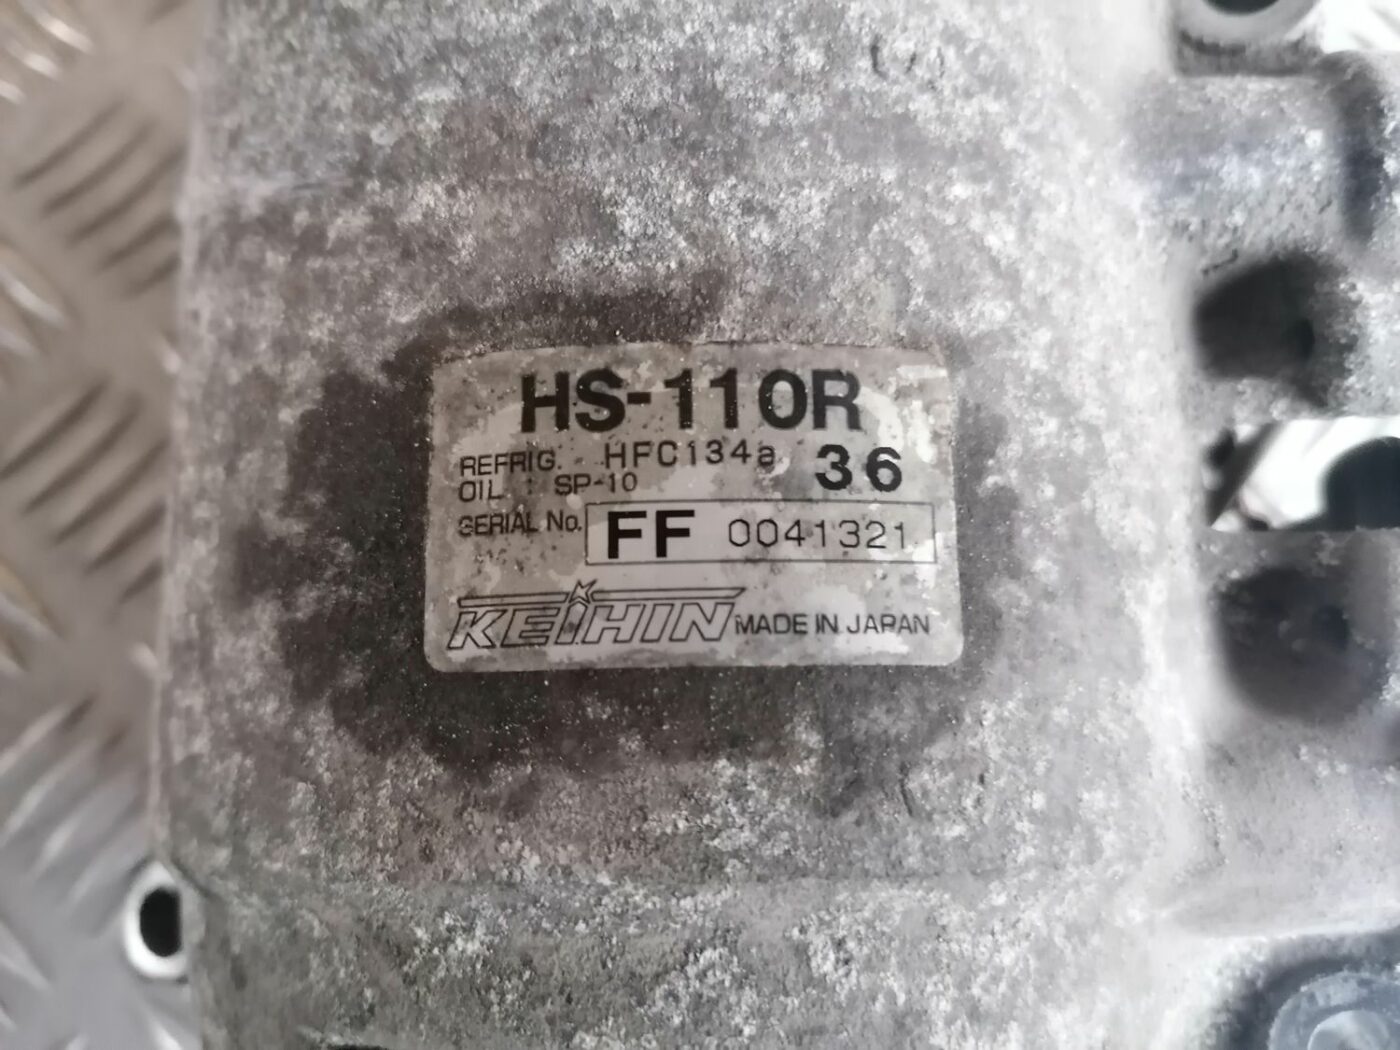 HS-110R
REFRIG. HFC134a 36
OIL : SP-10
SERIAL No. FF 0041321
KEIHIN MADE IN JAPAN